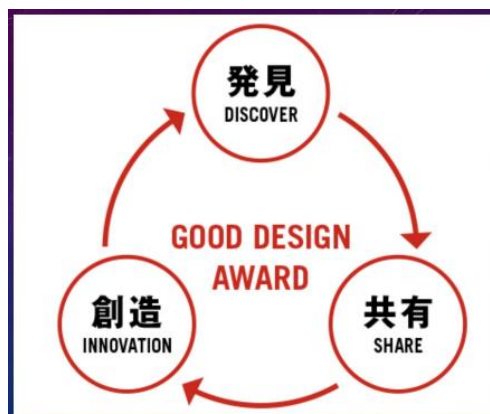 発見
DISCOVER
GOOD DESIGN
AWARD
創造
INNOVATION
共有
SHARE